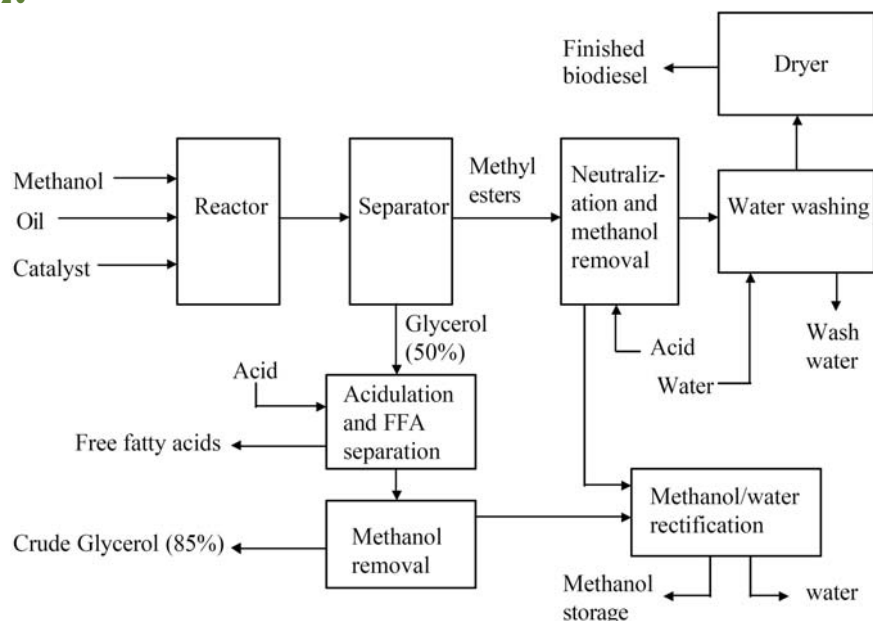 Finished
biodiesel
Dryer
Methanol
Oil
Catalyst
Reactor
Separator
Methyl
esters
Neutraliz-
ation and
methanol
removal
Water washing
Glycerol
(50%)
Acid
Water
Wash
water
Acid
Acidulation
and FFA
separation
Free fatty acids
Methanol
removal
Crude Glycerol (85%)
Methanol/water
rectification
Methanol
storage
water